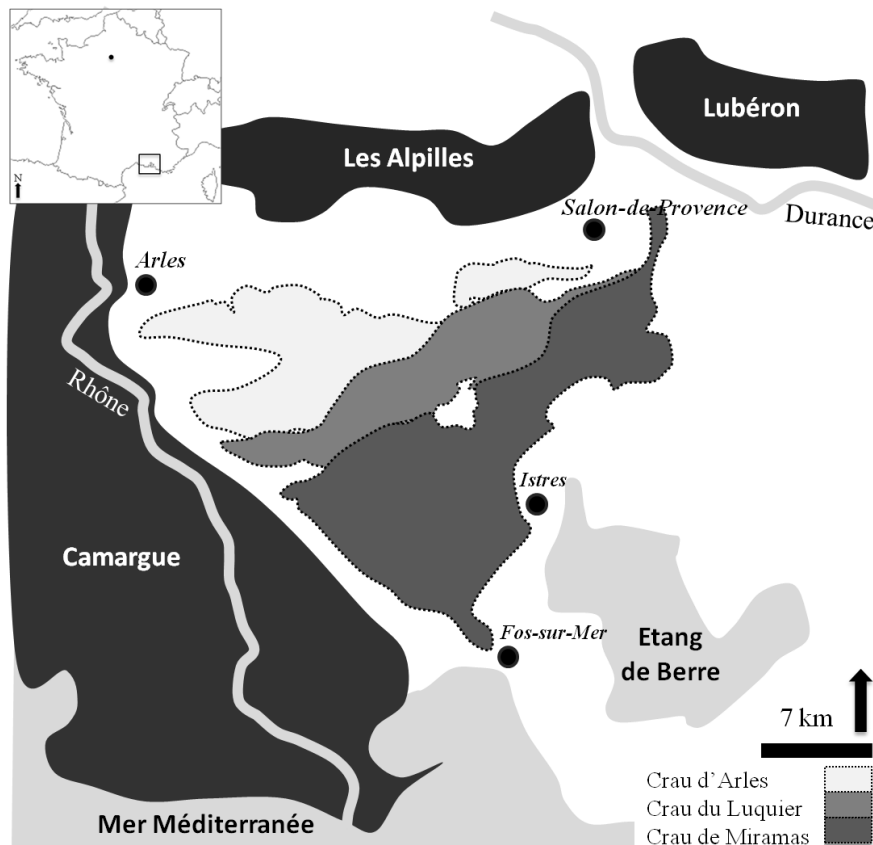 N
Lubéron
Les Alpilles
Salon-de-Provence
Durance
Arles
Rhône
Istres
Camargue
Fos-sur-Mer
Etang
de Berre
7 km
Crau d'Arles
Crau du Luquier
Crau de Miramas
Mer Méditerranée